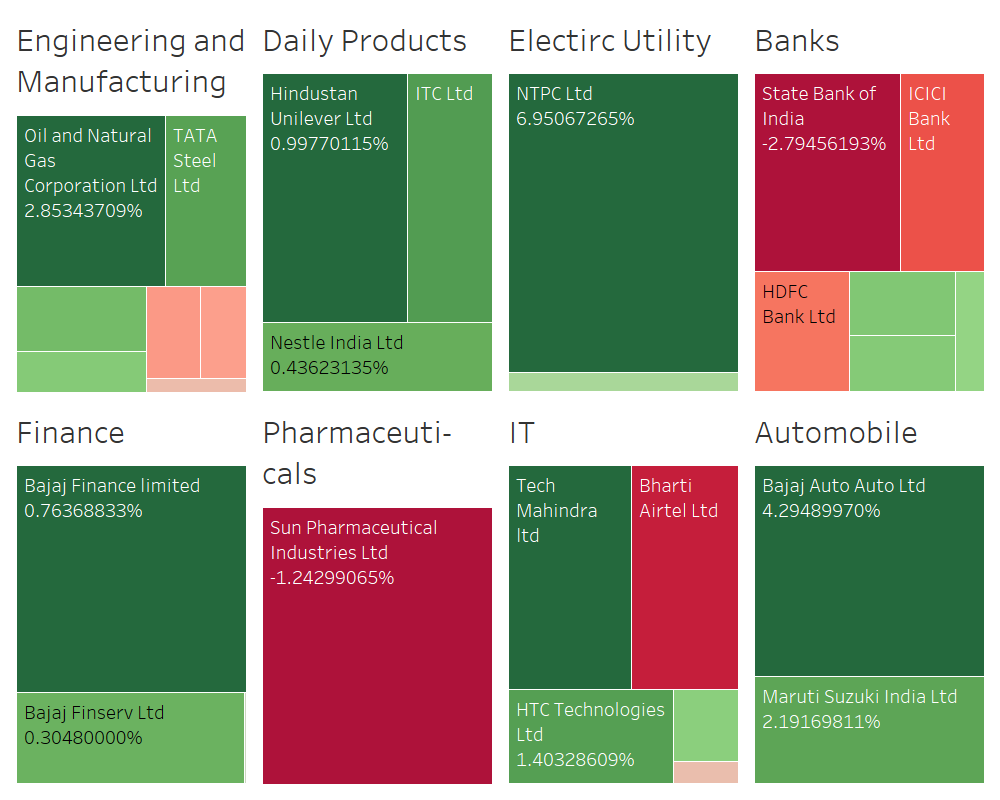 Engineering and
Manufacturing
Oil and Natural
Gas
Corporation Ltd
2.85343709%
TATA
Steel
Ltd
Daily Products
Hindustan
Unilever Ltd
0.99770115%
ITC Ltd
Nestle India Ltd
0.43623135%
Electirc Utility
NTPC Ltd
6.95067265%
Banks
State Bank of
India
-2.79456193%
ICICI
Bank
Ltd
HDFC
Bank Ltd
Finance
Bajaj Finance limited
0.76368833%
Bajaj Finserv Ltd
0.30480000%
Pharmaceuti-
cals
Sun Pharmaceutical
Industries Ltd
-1.24299065%
IT
Tech
Mahindra
ltd
Bharti
Airtel Ltd
HTC Technologies
Ltd
1.40328609%
Automobile
Bajaj Auto Auto Ltd
4.29489970%
Maruti Suzuki India Ltd
2.19169811%